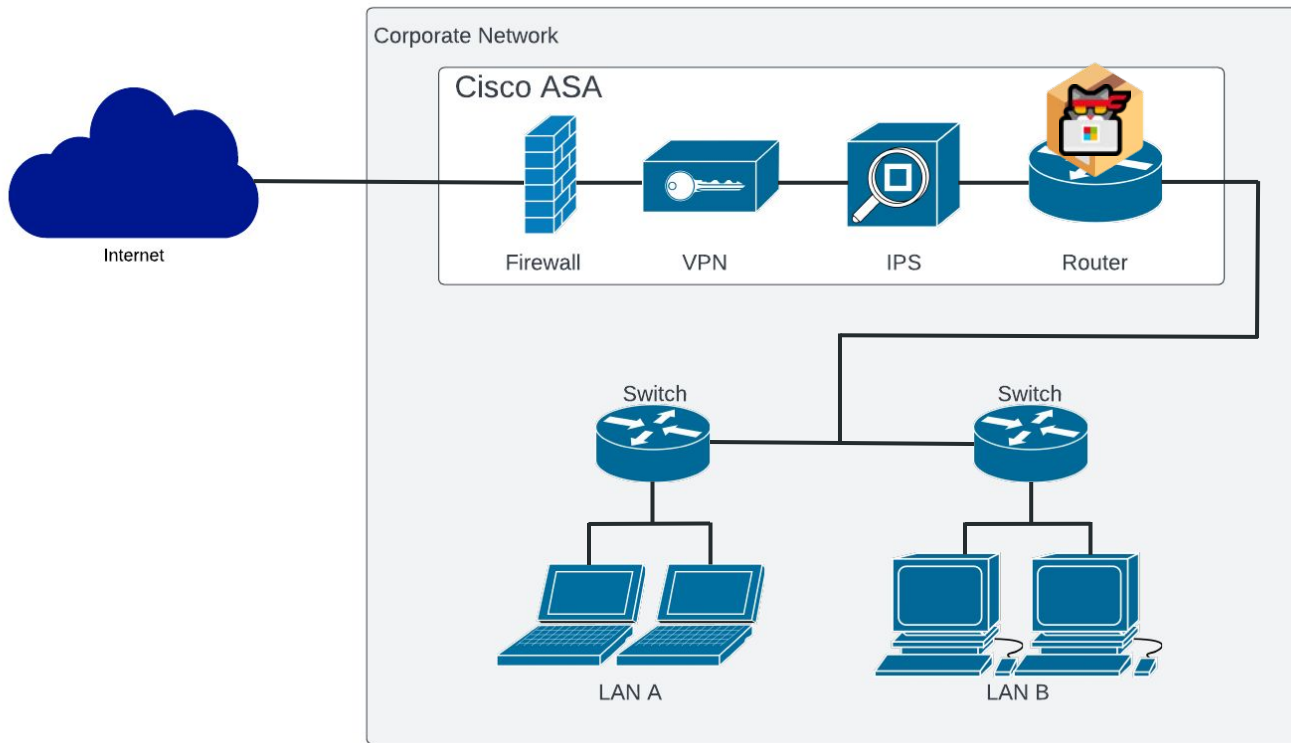 Corporate Network
Cisco ASA
Internet
Firewall
VPN
IPS
Router
Switch
Switch
LAN A
LAN B